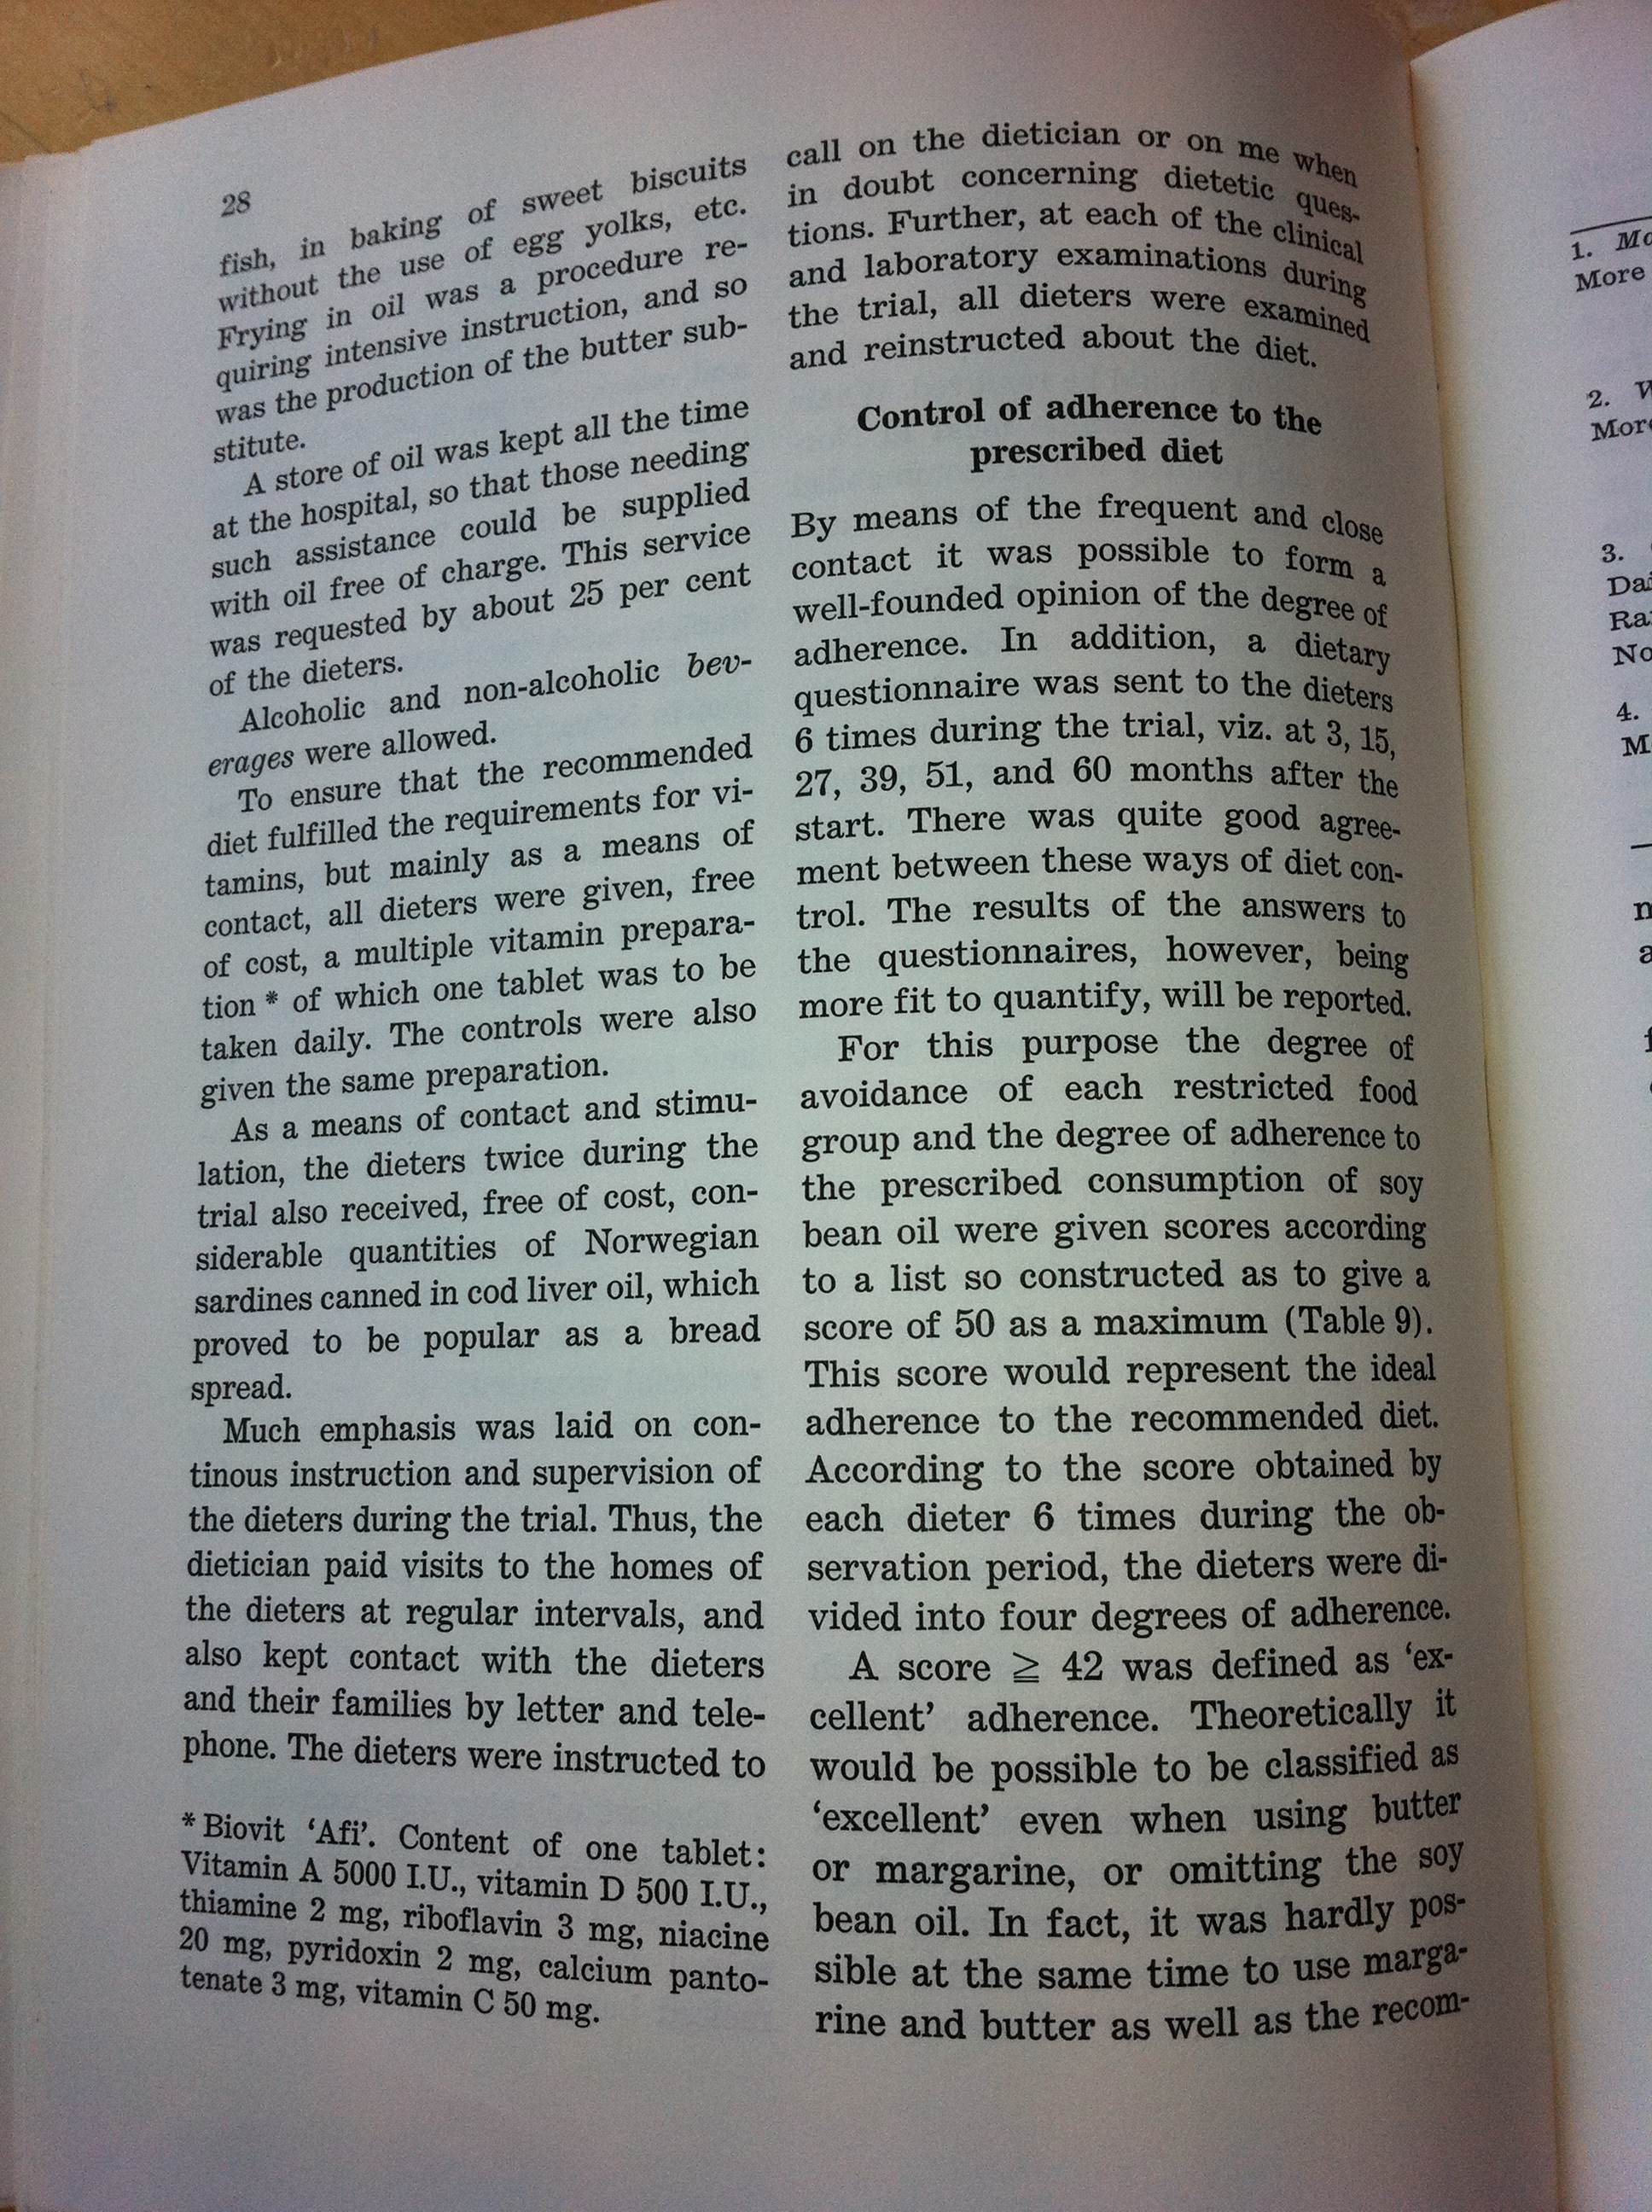 28
fish, in baking of sweet biscuits
without the use of egg yolks, etc.
Frying in oil was a procedure re-
quiring intensive instruction, and so
was the production of the butter sub-
stitute.
A store of oil was kept all the time
at the hospital, so that those needing
such assistance could be supplied
with oil free of charge. This service
was requested by about 25 per cent
of the dieters.
Alcoholic and non-alcoholic bev-
erages were allowed.
To ensure that the recommended
diet fulfilled the requirements for vi-
tamins, but mainly as a means of
contact, all dieters were given, free
of cost, a multiple vitamin prepara-
tion * of which one tablet was to be
taken daily. The controls were also
given the same preparation.
As a means of contact and stimu-
lation, the dieters twice during the
trial also received, free of cost, con-
siderable quantities of Norwegian
sardines canned in cod liver oil, which
proved to be popular as a bread
spread.
Much emphasis was laid on con-
tinous instruction and supervision of
the dieters during the trial. Thus, the
dietician paid visits to the homes of
the dieters at regular intervals, and
also kept contact with the dieters
and their families by letter and tele-
phone. The dieters were instructed to
* Biovit ‘Afi’. Content of one tablet:
Vitamin A 5000 I.U., vitamin D 500 I.U.,
thiamine 2 mg, riboflavin 3 mg, niacine
20 mg, pyridoxin 2 mg, calcium panto-
tenate 3 mg, vitamin C 50 mg.
call on the dietician or on me when
in doubt concerning dietetic ques-
tions. Further, at each of the clinical
and laboratory examinations during
the trial, all dieters were examined
and reinstructed about the diet.
Control of adherence to the
prescribed diet
By means of the frequent and close
contact it was possible to form a
well-founded opinion of the degree of
adherence. In addition, a dietary
questionnaire was sent to the dieters
6 times during the trial, viz. at 3, 15,
27, 39, 51, and 60 months after the
start. There was quite good agree-
ment between these ways of diet con-
trol. The results of the answers to
the questionnaires, however, being
more fit to quantify, will be reported.
For this purpose the degree of
avoidance of each restricted food
group and the degree of adherence to
the prescribed consumption of soy
bean oil were given scores according
to a list so constructed as to give a
score of 50 as a maximum (Table 9).
This score would represent the ideal
adherence to the recommended diet.
According to the score obtained by
each dieter 6 times during the ob-
servation period, the dieters were di-
vided into four degrees of adherence.
A score ≧ 42 was defined as ‘ex-
cellent’ adherence. Theoretically it
would be possible to be classified as
‘excellent’ even when using butter
or margarine, or omitting the soy
bean oil. In fact, it was hardly pos-
sible at the same time to use marga-
rine and butter as well as the recom-
1.
More
2.
3.
4.